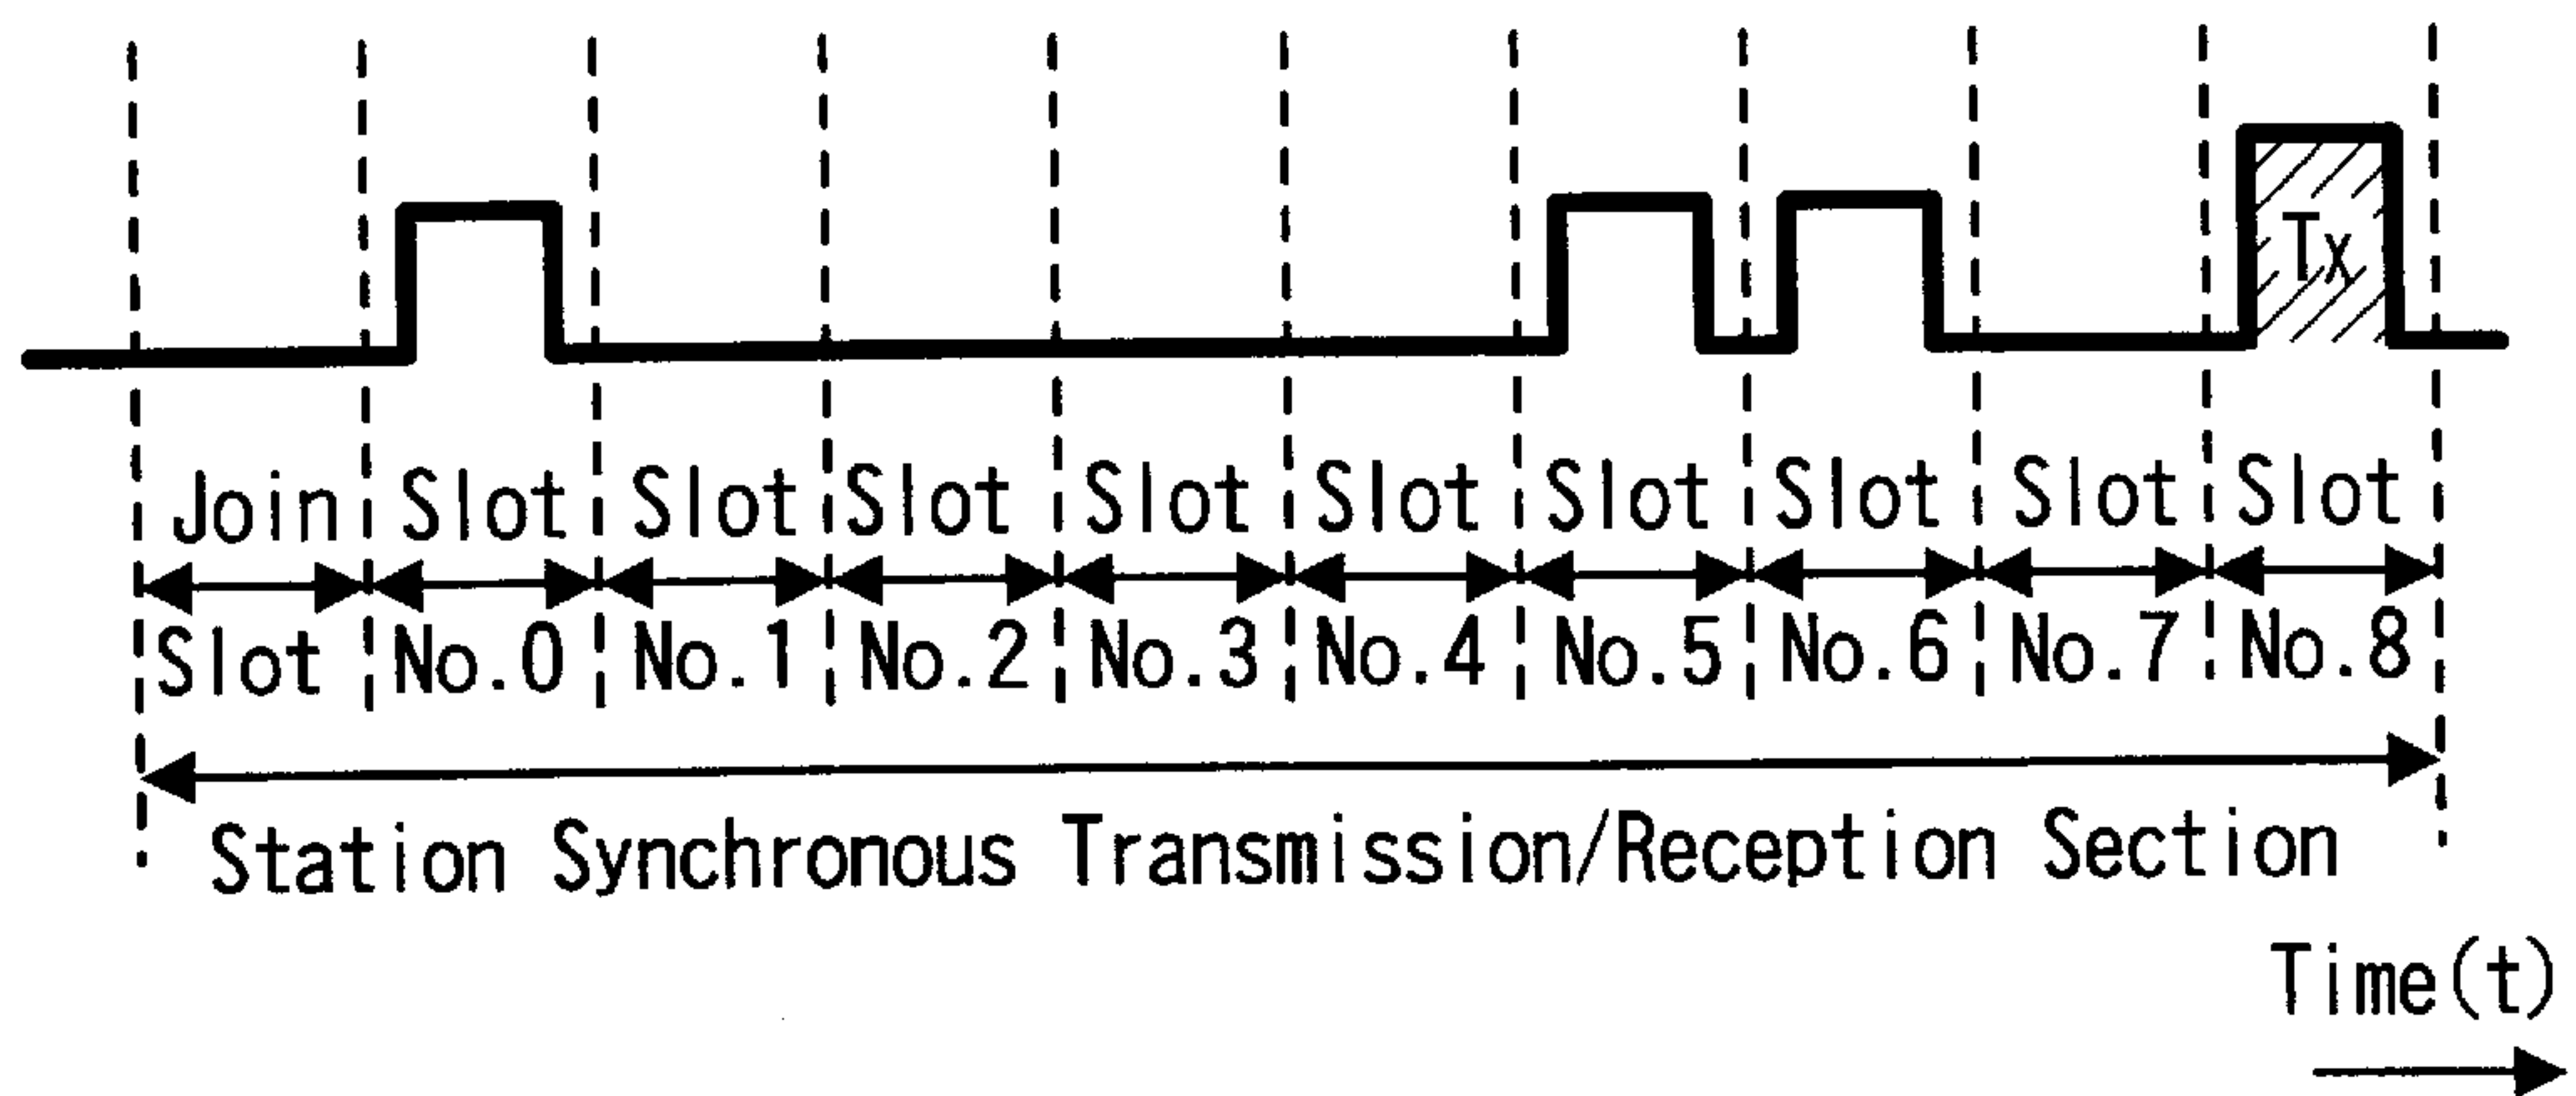 Tx
Join Slot Slot Slot Slot Slot Slot Slot Slot Slot
Slot No.0 No.1 No.2 No.3 No.4 No.5 No.6 No.7 No.8
Station Synchronous Transmission/Reception Section
Time(t)